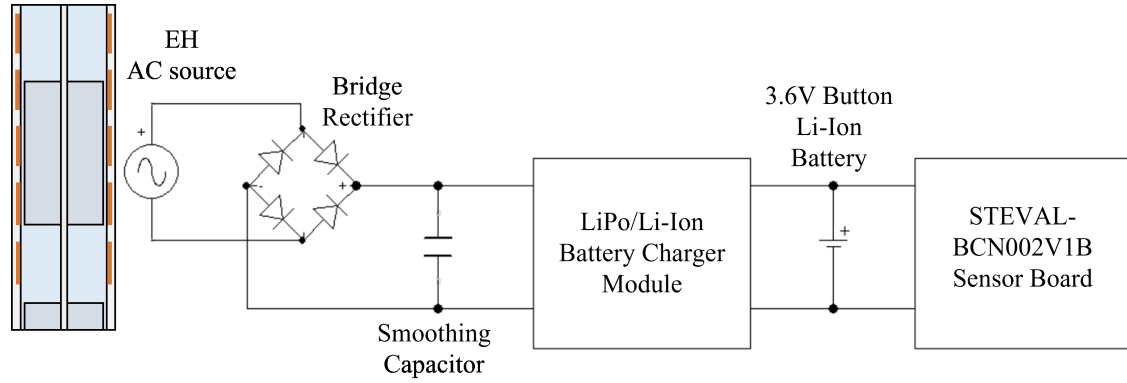 EH
AC source
+
Bridge
Rectifier
-
+
Smoothing
Capacitor
LiPo/Li-Ion
Battery Charger
Module
3.6V Button
Li-Ion
Battery
+
STEVAL-
BCN002V1B
Sensor Board